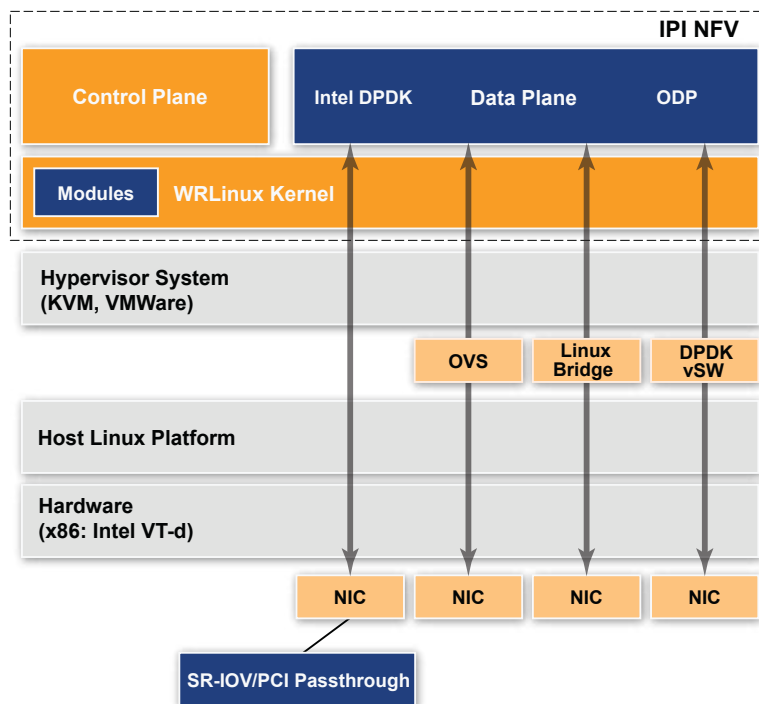 IPI NFV
Control Plane
Intel DPDK
Data Plane
ODP
Modules
WRLinux Kernel
Hypervisor System
(KVM, VMWare)
OVS
Linux
Bridge
DPDK
vSW
Host Linux Platform
Hardware
(x86: Intel VT-d)
NIC
NIC
NIC
NIC
SR-IOV/PCI Passthrough